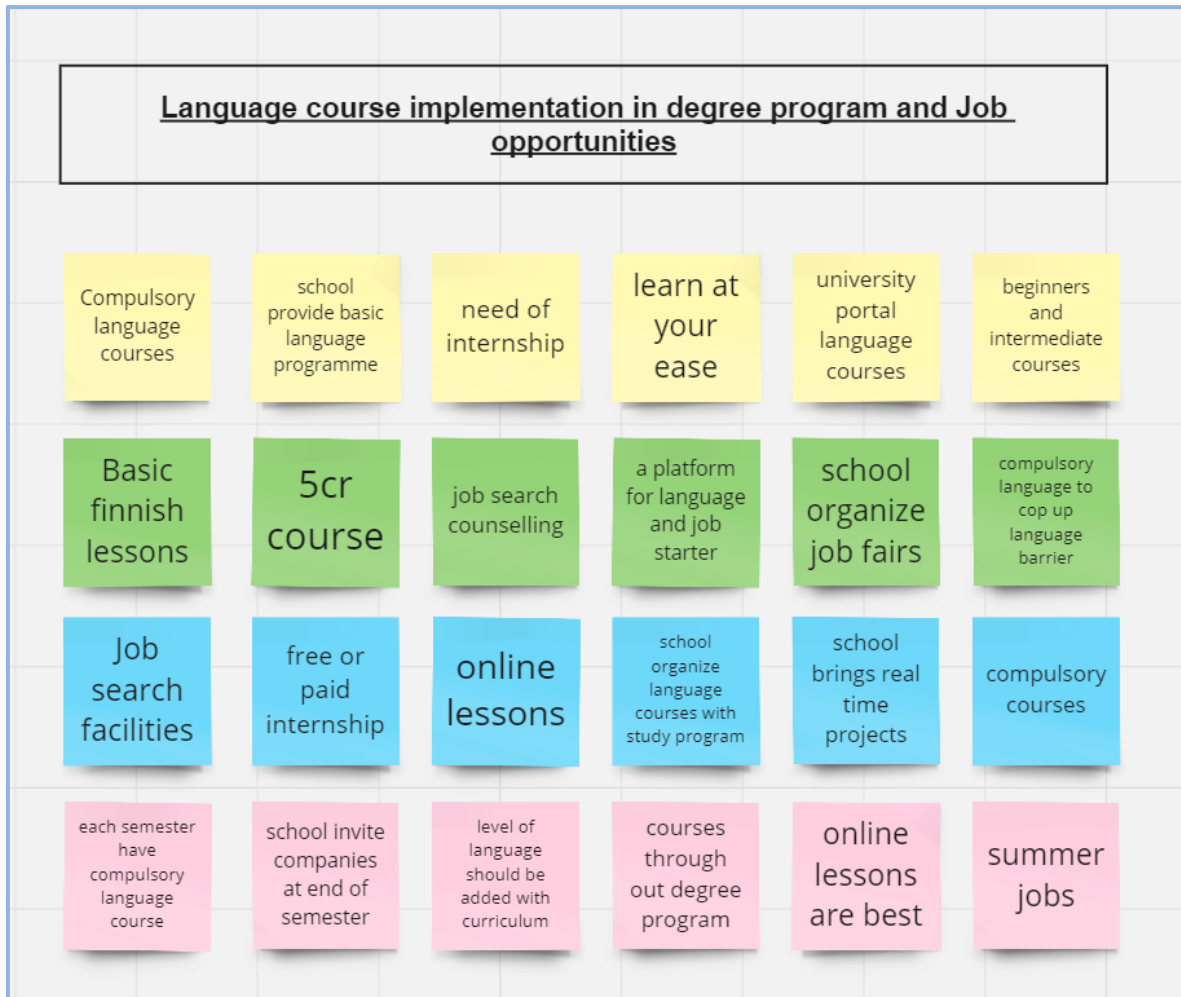 Language course implementation in degree program and Job
opportunities
Compulsory
language
courses
school
provide basic
language
programme
need of
internship
learn at
your
ease
university
portal
language
courses
beginners
and
intermediate
courses
Basic
finnish
lessons
5cr
course
job search
counselling
a platform
for language
and job
starter
school
organize
job fairs
compulsory
language to
cop up
language
barrier
Job
search
facilities
free or
paid
internship
online
lessons
school
organize
language
courses with
study program
school
brings real
time
projects
compulsory
courses
each semester
have
compulsory
language
course
school invite
companies
at end of
semester
level of
language
should be
added with
curriculum
courses
through
out degree
program
online
lessons
are best
summer
jobs